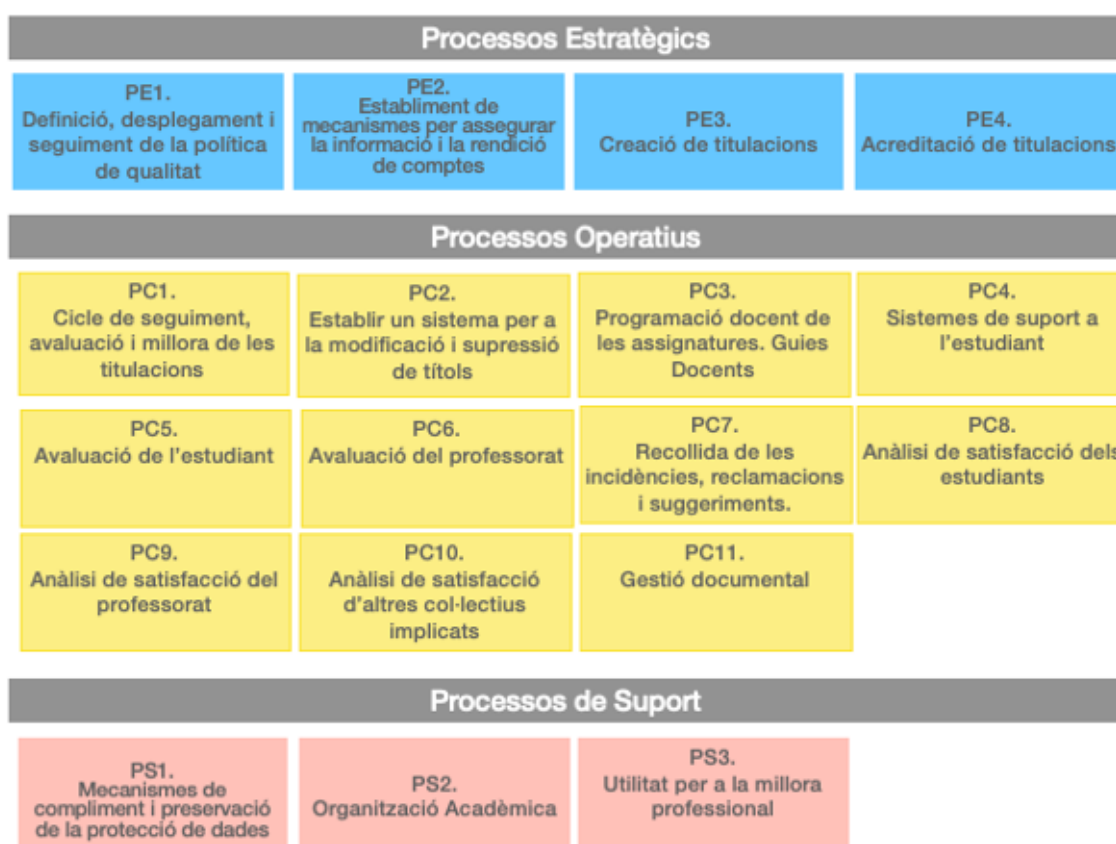 Processos Estratègics
PE1.
Definició, desplegament i
seguiment de la política
de qualitat
PE2.
Establiment de
mecanismes per assegurar
la informació i la rendició
de comptes
PE3.
Creació de titulacions
PE4.
Acreditació de titulacions
Processos Operatius
PC1.
Cicle de seguiment,
avaluació i millora de les
titulacions
PC2.
Establir un sistema per a
la modificació i supressió
de títols
PC3.
Programació docent de
les assignatures. Guies
Docents
PC4.
Sistemes de suport a
l'estudiant
PC5.
Avaluació de l'estudiant
PC6.
Avaluació del professorat
PC7.
Recollida de les
incidències, reclamacions
i suggeriments.
PC8.
Anàlisi de satisfacció dels
estudiants
PC9.
Anàlisi de satisfacció del
professorat
PC10.
Anàlisi de satisfacció
d'altres col·lectius
implicats
PC11.
Gestió documental
Processos de Suport
PS1.
Mecanismes de
compliment i preservació
de la protecció de dades
PS2.
Organització Acadèmica
PS3.
Utilitat per a la millora
professional